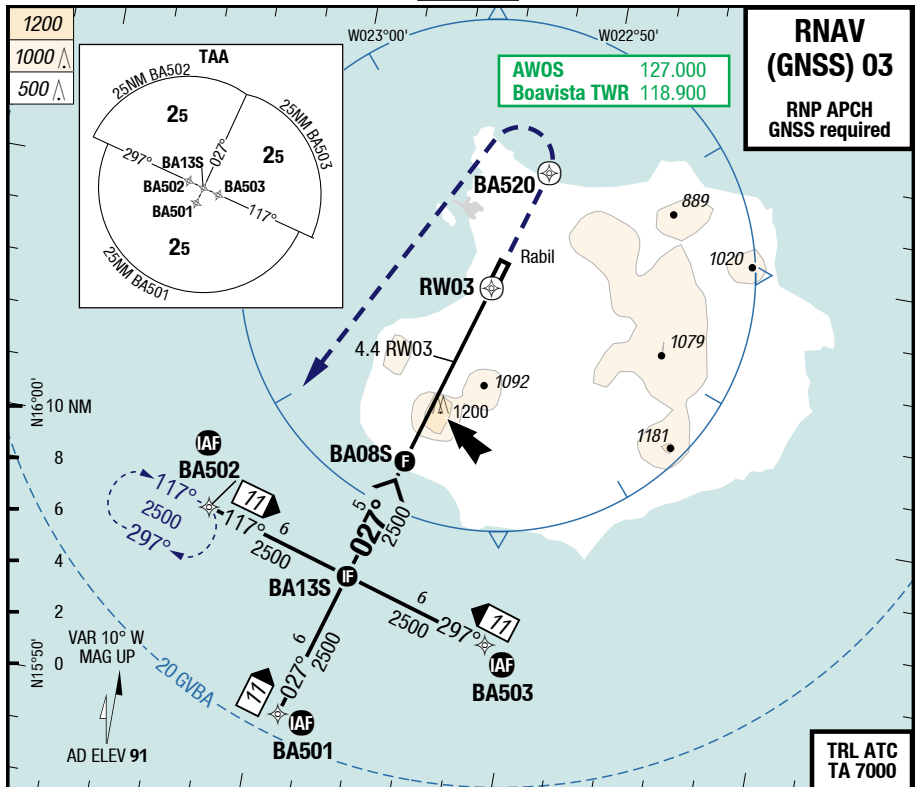 1200
1000
500
TAA
25NM BA502
25NM BA503
25NM BA501
25
25
25
297°
027°
117°
BA13S
BA502
BA503
BA501
W023°00'
W022°50'
AWOS 127.000
Boavista TWR 118.900
RNAV
(GNSS) 03
RNP APCH
GNSS required
BA520
889
1020
Rabil
RW03
4.4 RW03
1079
1092
1200
1181
N16°00'
10 NM
8
6
4
2
0
N15°50'
IAF
BA502
117°
2500
297°
11
117°
6
2500
BA08S
F
5
027°
2500
BA13S
IF
6
2500
297°
11
IAF
BA503
6
027°
2500
11
IAF
BA501
VAR 10° W
MAG UP
AD ELEV 91
20 GVBA
TRL ATC
TA 7000